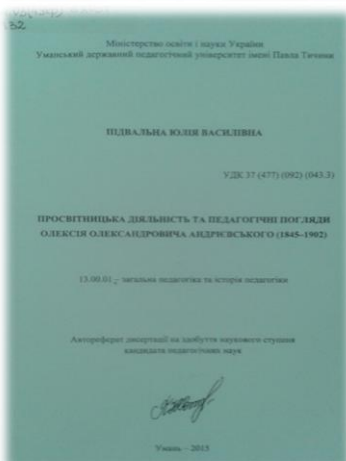 32
Міністерство освіти і науки України
Уманський державний педагогічний університет імені Павла Тичини
ПІДВАЛЬНА ЮЛІЯ ВАСИЛІВНА
УДК 37 (477) (092) (043.3)
ПРОСВІТНИЦЬКА ДІЯЛЬНІСТЬ ТА ПЕДАГОГІЧНІ ПОГЛЯДИ
ОЛЕКСІЯ ОЛЕКСАНДРОВИЧА АНДРІЄВСЬКОГО (1845–1902)
13.00.01 – загальна педагогіка та історія педагогіки
Автореферат дисертації на здобуття наукового ступеня
кандидата педагогічних наук
Умань – 2015